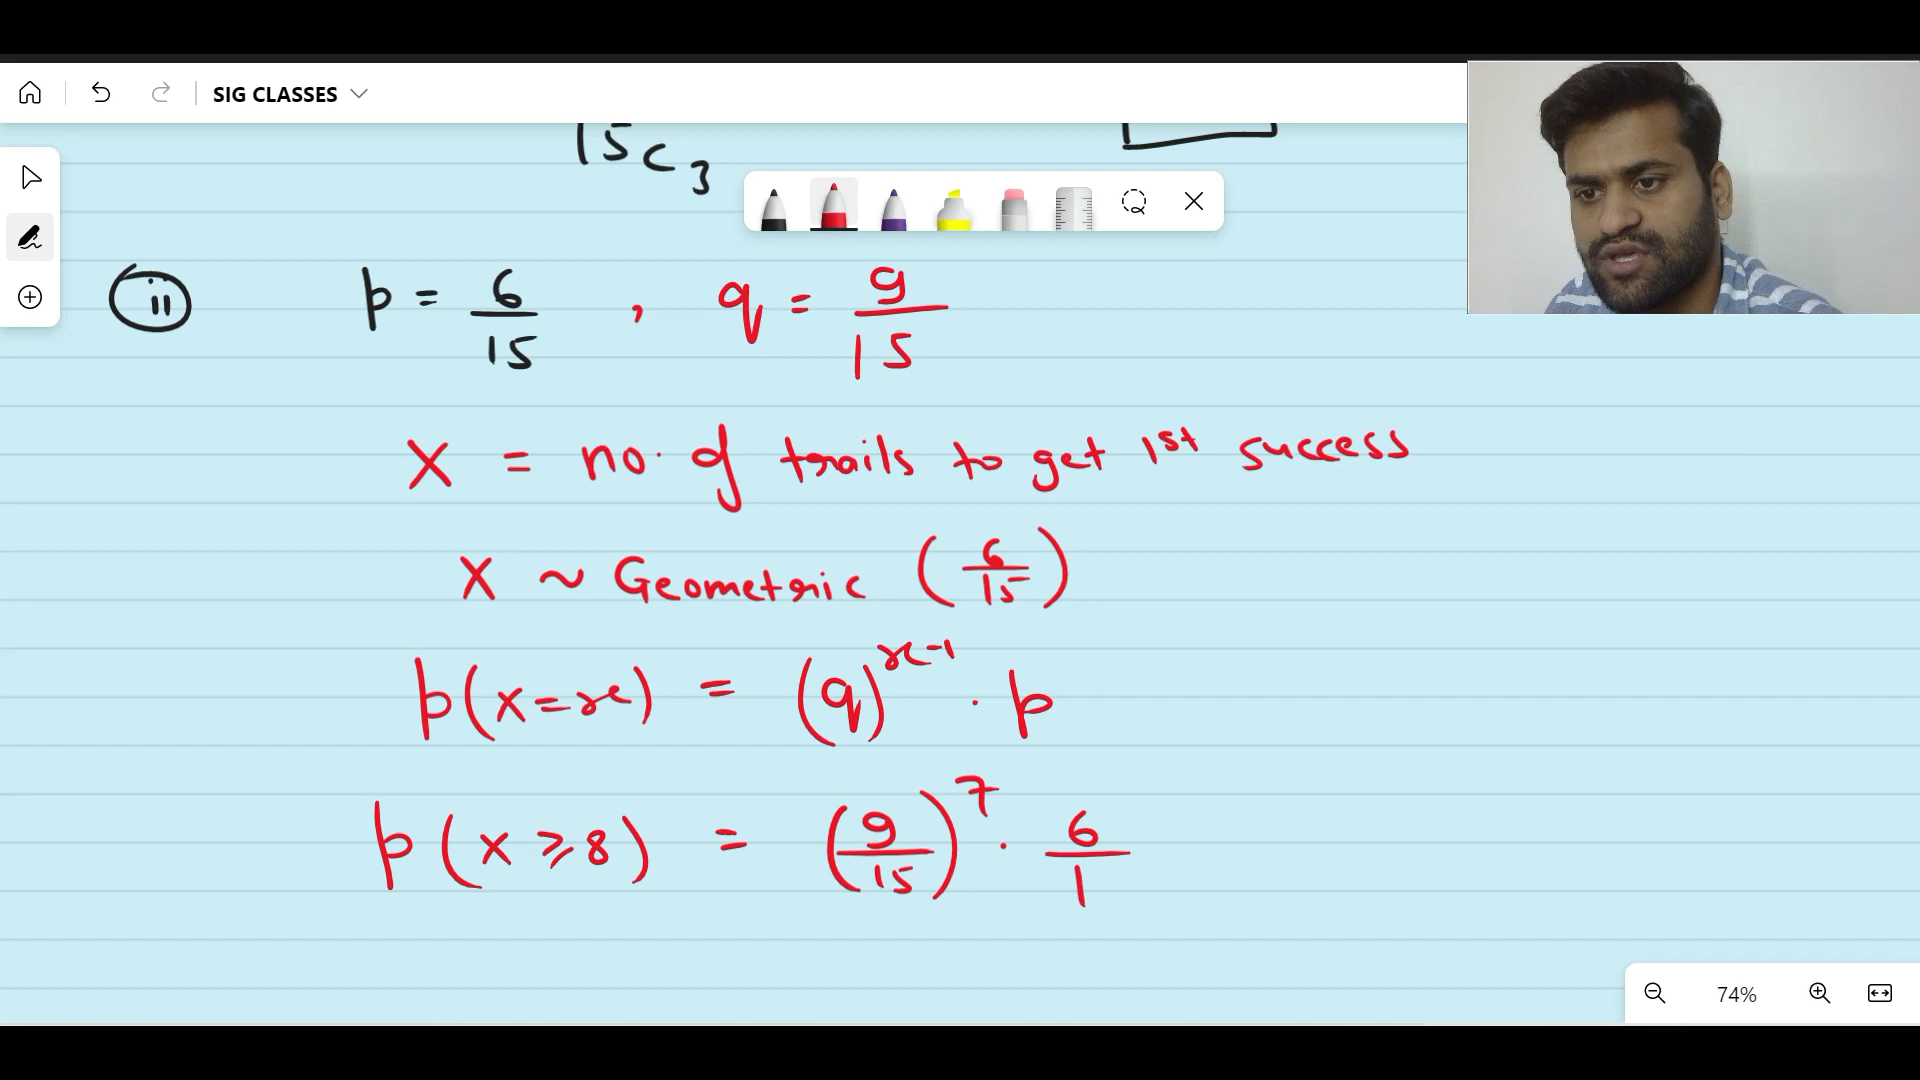 SIG CLASSES
15C3
(ii) p = 6/15 , q = 9/15
X = no. of trails to get 1st success
X ~ Geometric (6/15)
p(X=x) = (q)^x-1 . p
p(X ⩾ 8) = (9/15)^7 . 6/1
74%